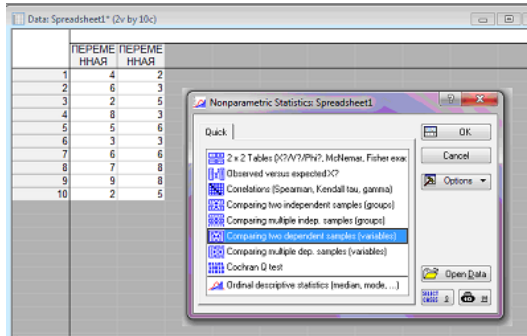 Data: Spreadsheet1* (2v by 10c)
ПЕРЕМЕ ПЕРЕМЕ
ННАЯ ННАЯ
1 4 2
2 6 3
3 2 5
4 8 3
5 5 6
6 3 3
7 6 6
8 7 8
9 9 8
10 2 5
Nonparametric Statistics: Spreadsheet1
Quick
2 x 2 Tables (X?/V?/Phi?, McNemar, Fisher exac
Observed versus expected X?
Correlations (Spearman, Kendall tau, gamma)
Comparing two independent samples (groups)
Comparing multiple indep. samples (groups)
Comparing two dependent samples (variables)
Comparing multiple dep. samples (variables)
Cochran Q test
Ordinal descriptive statistics (median, mode, ...)
OK
Cancel
Options
Open Data
SELECT
CASES S W